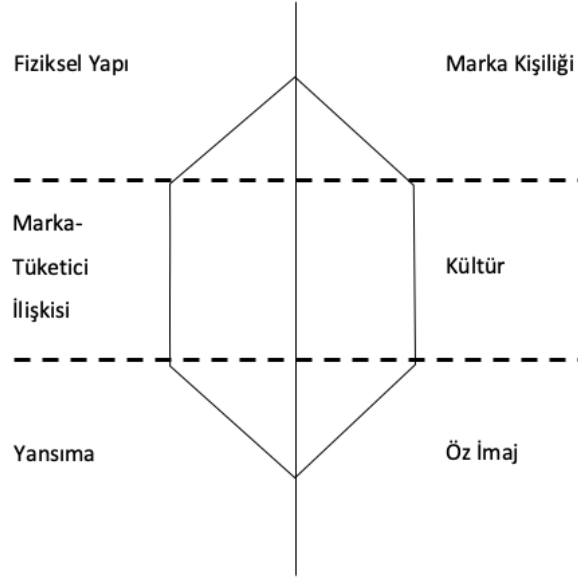 Fiziksel Yapı
Marka Kişiliği
Marka-
Tüketici
İlişkisi
Kültür
Yansıma
Öz İmaj